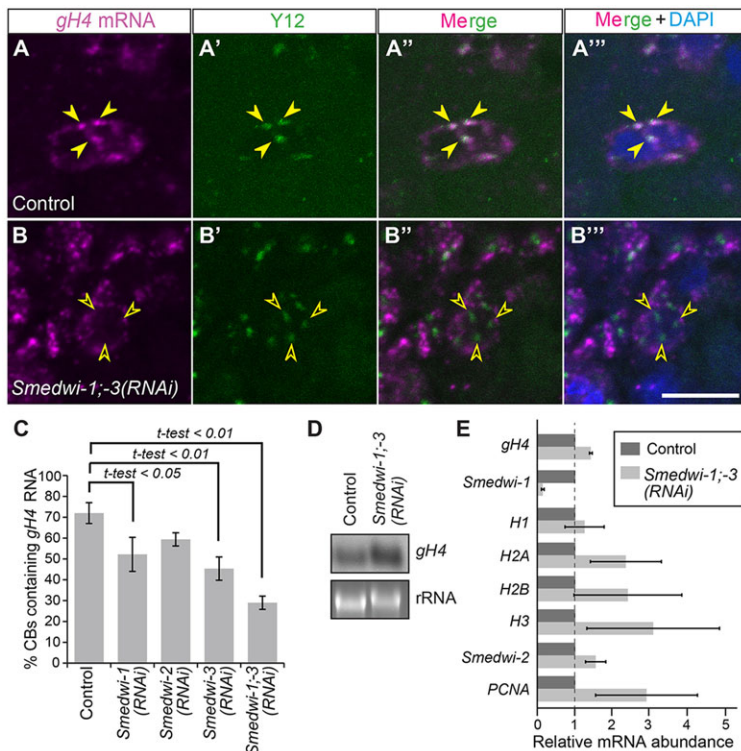 gH4 mRNA
Y12
Merge
Merge + DAPI
A
A'
A''
A'''
Control
B
B'
B''
B'''
Smedwi-1;-3(RNAi)
C
t-test < 0.01
t-test < 0.01
t-test < 0.05
% CBs containing gH4 RNA
100
90
80
70
60
50
40
30
20
10
0
Control
Smedwi-1
(RNAi)
Smedwi-2
(RNAi)
Smedwi-3
(RNAi)
Smedwi-1;-3
(RNAi)
D
Control
Smedwi-1;-3
(RNAi)
gH4
rRNA
E
Control
Smedwi-1;-3
(RNAi)
gH4
Smedwi-1
H1
H2A
H2B
H3
Smedwi-2
PCNA
0 1 2 3 4 5
Relative mRNA abundance